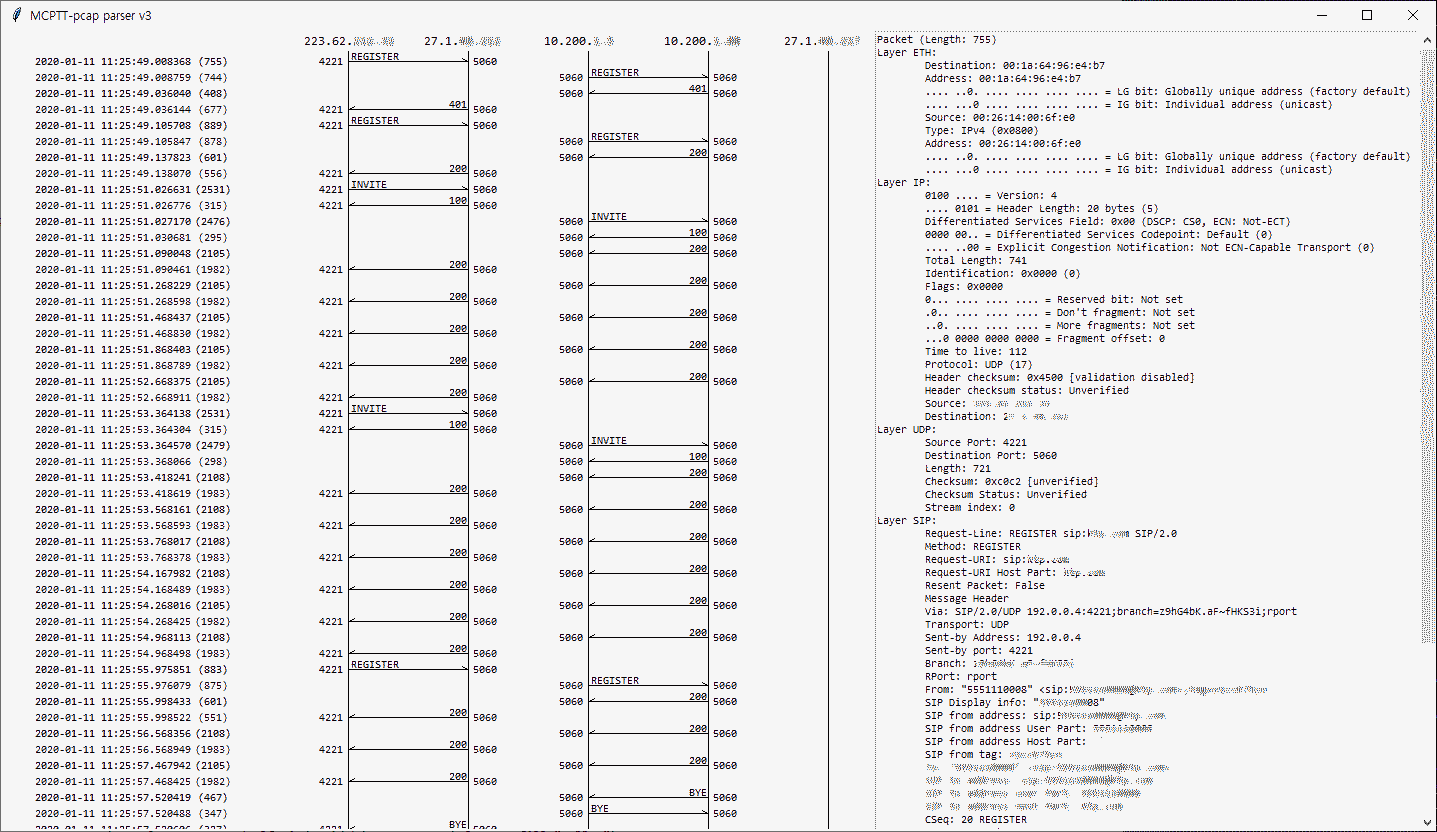 MCPTT-pcap parser v3
223.62. 27.1. 10.200. 10.200. 27.1.
2020-01-11 11:25:49.008368 (755) 4221 REGISTER 5060
2020-01-11 11:25:49.008759 (744) 5060 REGISTER 5060
2020-01-11 11:25:49.036040 (408) 5060 401 5060
2020-01-11 11:25:49.036144 (677) 4221 401 5060
2020-01-11 11:25:49.105708 (889) 4221 REGISTER 5060
2020-01-11 11:25:49.105847 (878) 5060 REGISTER 5060
2020-01-11 11:25:49.137823 (601) 5060 200 5060
2020-01-11 11:25:49.138070 (556) 4221 200 5060
2020-01-11 11:25:51.026631 (2531) 4221 INVITE 5060
2020-01-11 11:25:51.026776 (315) 4221 100 5060
2020-01-11 11:25:51.027170 (2476) 5060 INVITE 5060
2020-01-11 11:25:51.030681 (295) 5060 100 5060
2020-01-11 11:25:51.090048 (2105) 5060 200 5060
2020-01-11 11:25:51.090461 (1982) 4221 200 5060
2020-01-11 11:25:51.268229 (2105) 5060 200 5060
2020-01-11 11:25:51.268598 (1982) 4221 200 5060
2020-01-11 11:25:51.468437 (2105) 5060 200 5060
2020-01-11 11:25:51.468830 (1982) 4221 200 5060
2020-01-11 11:25:51.868403 (2105) 5060 200 5060
2020-01-11 11:25:51.868789 (1982) 4221 200 5060
2020-01-11 11:25:52.668375 (2105) 5060 200 5060
2020-01-11 11:25:52.668911 (1982) 4221 200 5060
2020-01-11 11:25:53.364138 (2531) 4221 INVITE 5060
2020-01-11 11:25:53.364304 (315) 4221 100 5060
2020-01-11 11:25:53.364570 (2479) 5060 INVITE 5060
2020-01-11 11:25:53.368066 (298) 5060 100 5060
2020-01-11 11:25:53.418241 (2108) 5060 200 5060
2020-01-11 11:25:53.418619 (1983) 4221 200 5060
2020-01-11 11:25:53.568161 (2108) 5060 200 5060
2020-01-11 11:25:53.568593 (1983) 4221 200 5060
2020-01-11 11:25:53.768017 (2108) 5060 200 5060
2020-01-11 11:25:53.768378 (1983) 4221 200 5060
2020-01-11 11:25:54.167982 (2108) 5060 200 5060
2020-01-11 11:25:54.168489 (1983) 4221 200 5060
2020-01-11 11:25:54.268016 (2105) 5060 200 5060
2020-01-11 11:25:54.268425 (1982) 4221 200 5060
2020-01-11 11:25:54.968113 (2108) 5060 200 5060
2020-01-11 11:25:54.968498 (1983) 4221 200 5060
2020-01-11 11:25:55.975851 (883) 4221 REGISTER 5060
2020-01-11 11:25:55.976079 (875) 5060 REGISTER 5060
2020-01-11 11:25:55.998433 (601) 5060 200 5060
2020-01-11 11:25:55.998522 (551) 4221 200 5060
2020-01-11 11:25:56.568356 (2108) 5060 200 5060
2020-01-11 11:25:56.568949 (1983) 4221 200 5060
2020-01-11 11:25:57.467942 (2105) 5060 200 5060
2020-01-11 11:25:57.468425 (1982) 4221 200 5060
2020-01-11 11:25:57.520419 (467) 5060 BYE 5060
2020-01-11 11:25:57.520488 (347) 5060 BYE 5060
BYE
Packet (Length: 755)
Layer ETH:
Destination: 00:1a:64:96:e4:b7
Address: 00:1a:64:96:e4:b7
.... ..0. .... .... .... .... = LG bit: Globally unique address (factory default)
.... ...0 .... .... .... .... = IG bit: Individual address (unicast)
Source: 00:26:14:00:6f:e0
Type: IPv4 (0x0800)
Address: 00:26:14:00:6f:e0
.... ..0. .... .... .... .... = LG bit: Globally unique address (factory default)
.... ...0 .... .... .... .... = IG bit: Individual address (unicast)
Layer IP:
0100 .... = Version: 4
.... 0101 = Header Length: 20 bytes (5)
Differentiated Services Field: 0x00 (DSCP: CS0, ECN: Not-ECT)
0000 00.. = Differentiated Services Codepoint: Default (0)
.... ..00 = Explicit Congestion Notification: Not ECN-Capable Transport (0)
Total Length: 741
Identification: 0x0000 (0)
Flags: 0x0000
0... .... .... .... = Reserved bit: Not set
.0.. .... .... .... = Don't fragment: Not set
..0. .... .... .... = More fragments: Not set
...0 0000 0000 0000 = Fragment offset: 0
Time to live: 112
Protocol: UDP (17)
Header checksum: 0x4500 [validation disabled]
Header checksum status: Unverified
Source:
Destination: 2
Layer UDP:
Source Port: 4221
Destination Port: 5060
Length: 721
Checksum: 0xc0c2 [unverified]
Checksum Status: Unverified
Stream index: 0
Layer SIP:
Request-Line: REGISTER sip: SIP/2.0
Method: REGISTER
Request-URI: sip:
Request-URI Host Part:
Resent Packet: False
Message Header
Via: SIP/2.0/UDP 192.0.0.4:4221;branch=z9hG4bK.aF~fHKS3i;rport
Transport: UDP
Sent-by Address: 192.0.0.4
Sent-by port: 4221
Branch:
RPort: rport
From: "5551110008" <sip:
SIP Display info: " 08"
SIP from address: sip:
SIP from address User Part:
SIP from address Host Part:
SIP from tag:
CSeq: 20 REGISTER